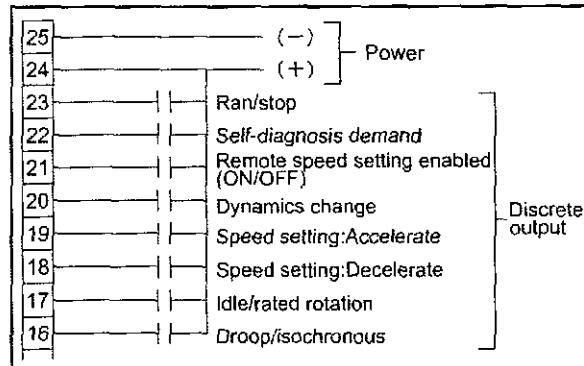 25 (−)
24 (+)
Power
23 Ran/stop
22 Self-diagnosis demand
21 Remote speed setting enabled
(ON/OFF)
20 Dynamics change
19 Speed setting:Accelerate
18 Speed setting:Decelerate
17 Idle/rated rotation
16 Droop/isochronous
Discrete
output